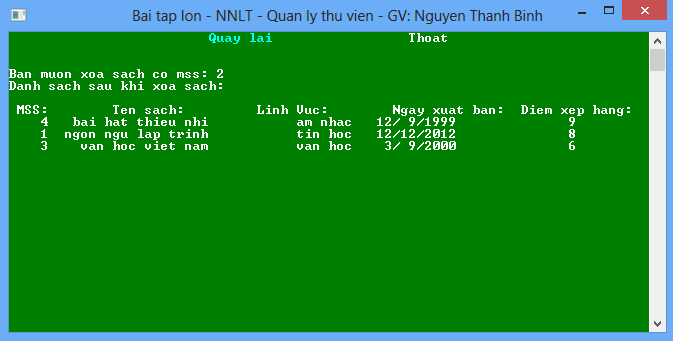 Bai tap lon - NNLT - Quan ly thu vien - GV: Nguyen Thanh Binh
Quay lai Thoat
Ban muon xoa sach co mss: 2
Danh sach sau khi xoa sach:
MSS: Ten sach: Linh Vuc: Ngay xuat ban: Diem xep hang:
4 bai hat thieu nhi am nhac 12/ 9/1999 9
1 ngon ngu lap trinh tin hoc 12/12/2012 8
3 van hoc viet nam van hoc 3/ 9/2000 6